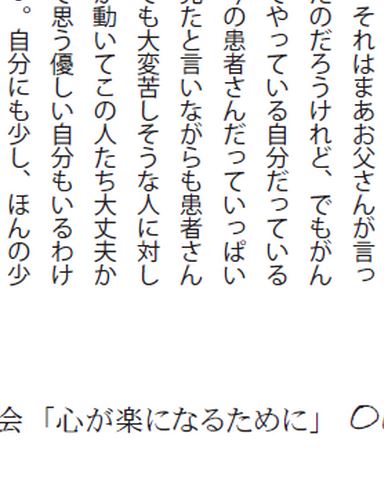 それはまあお父さんが言っ
のだろうけれど、でもがん
やっている自分だっている
の患者さんだっていっぱい
たと言いながらも患者さん
も大変苦しそうな人に対し
動いてこの人たち大丈夫か
思う優しい自分もいるわけ
。自分にも少し、ほんの少
会「心が楽になるために」